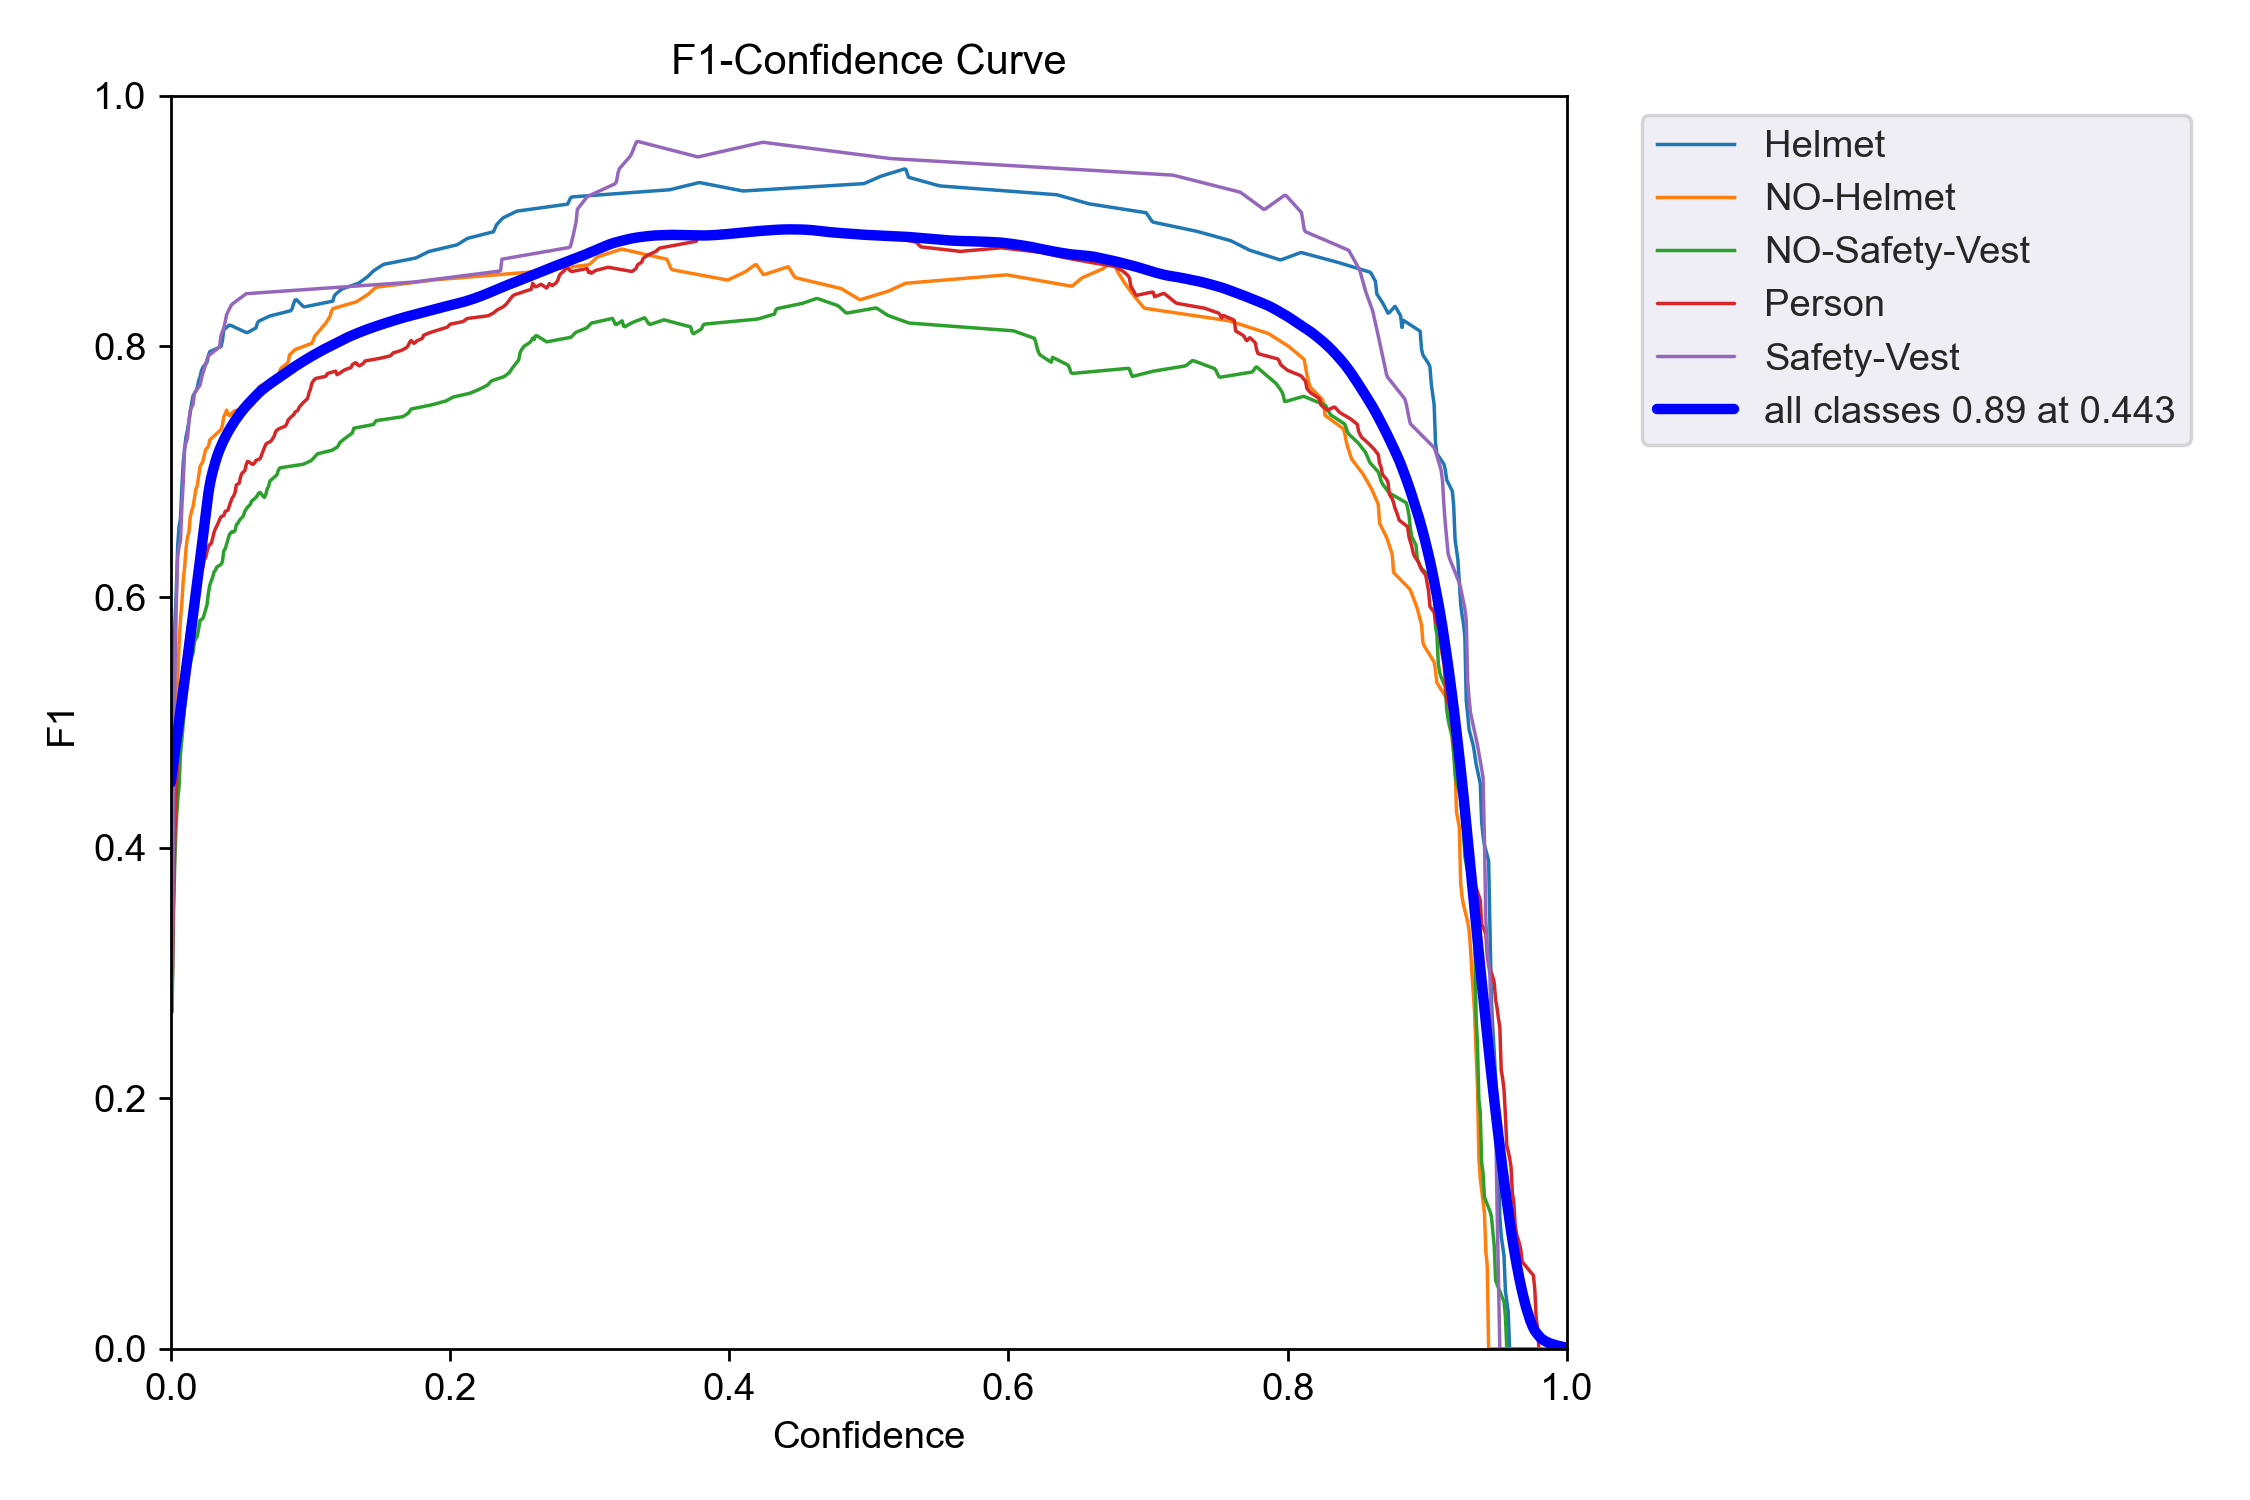 F1-Confidence Curve
1.0
0.8
0.6
0.4
0.2
0.0
F1
0.0 0.2 0.4 0.6 0.8 1.0
Confidence
Helmet
NO-Helmet
NO-Safety-Vest
Person
Safety-Vest
all classes 0.89 at 0.443